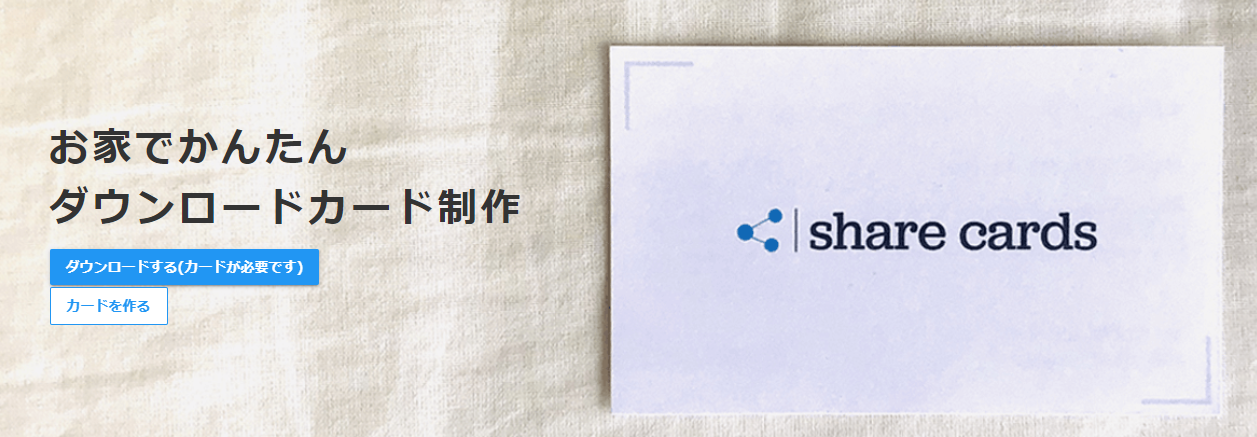 お家でかんたん
ダウンロードカード制作
ダウンロードする(カードが必要です)
カードを作る
share cards